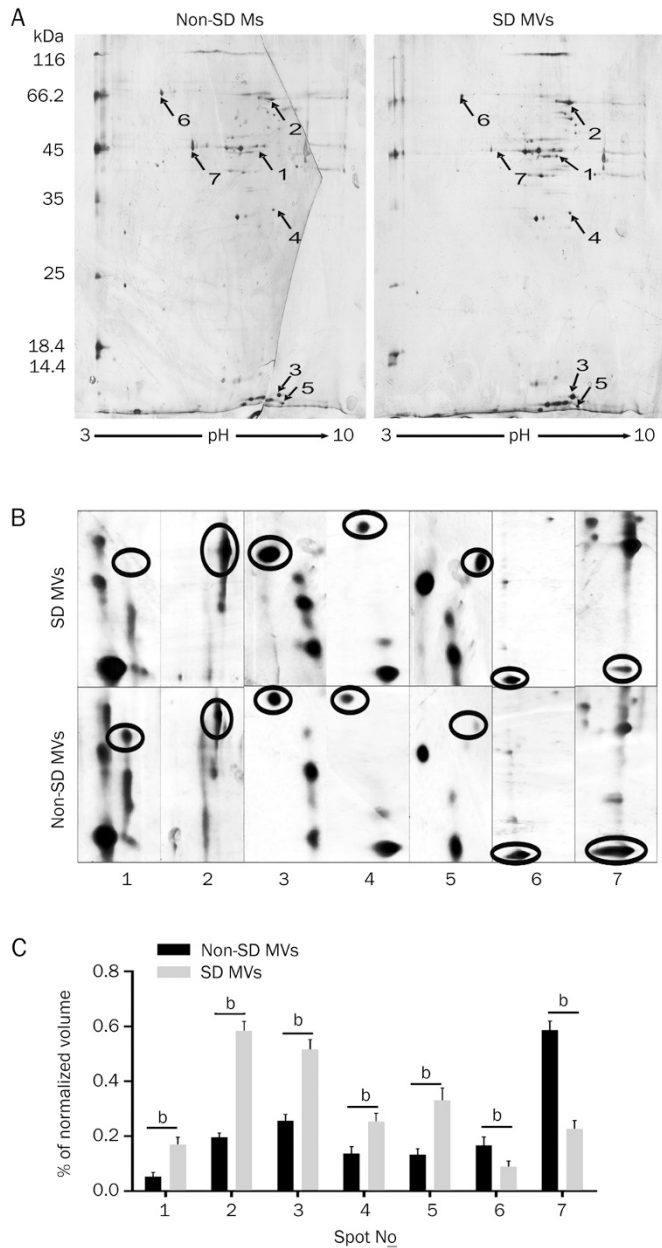 A
Non-SD Ms
SD MVs
kDa
116
66.2
45
35
25
18.4
14.4
6
2
1
7
4
3
5
6
2
1
7
4
3
5
3 pH 10
3 pH 10
B
SD MVs
Non-SD MVs
1 2 3 4 5 6 7
C
Non-SD MVs
SD MVs
% of normalized volume
0.8
0.6
0.4
0.2
0.0
b b b b b b b
1 2 3 4 5 6 7
Spot No